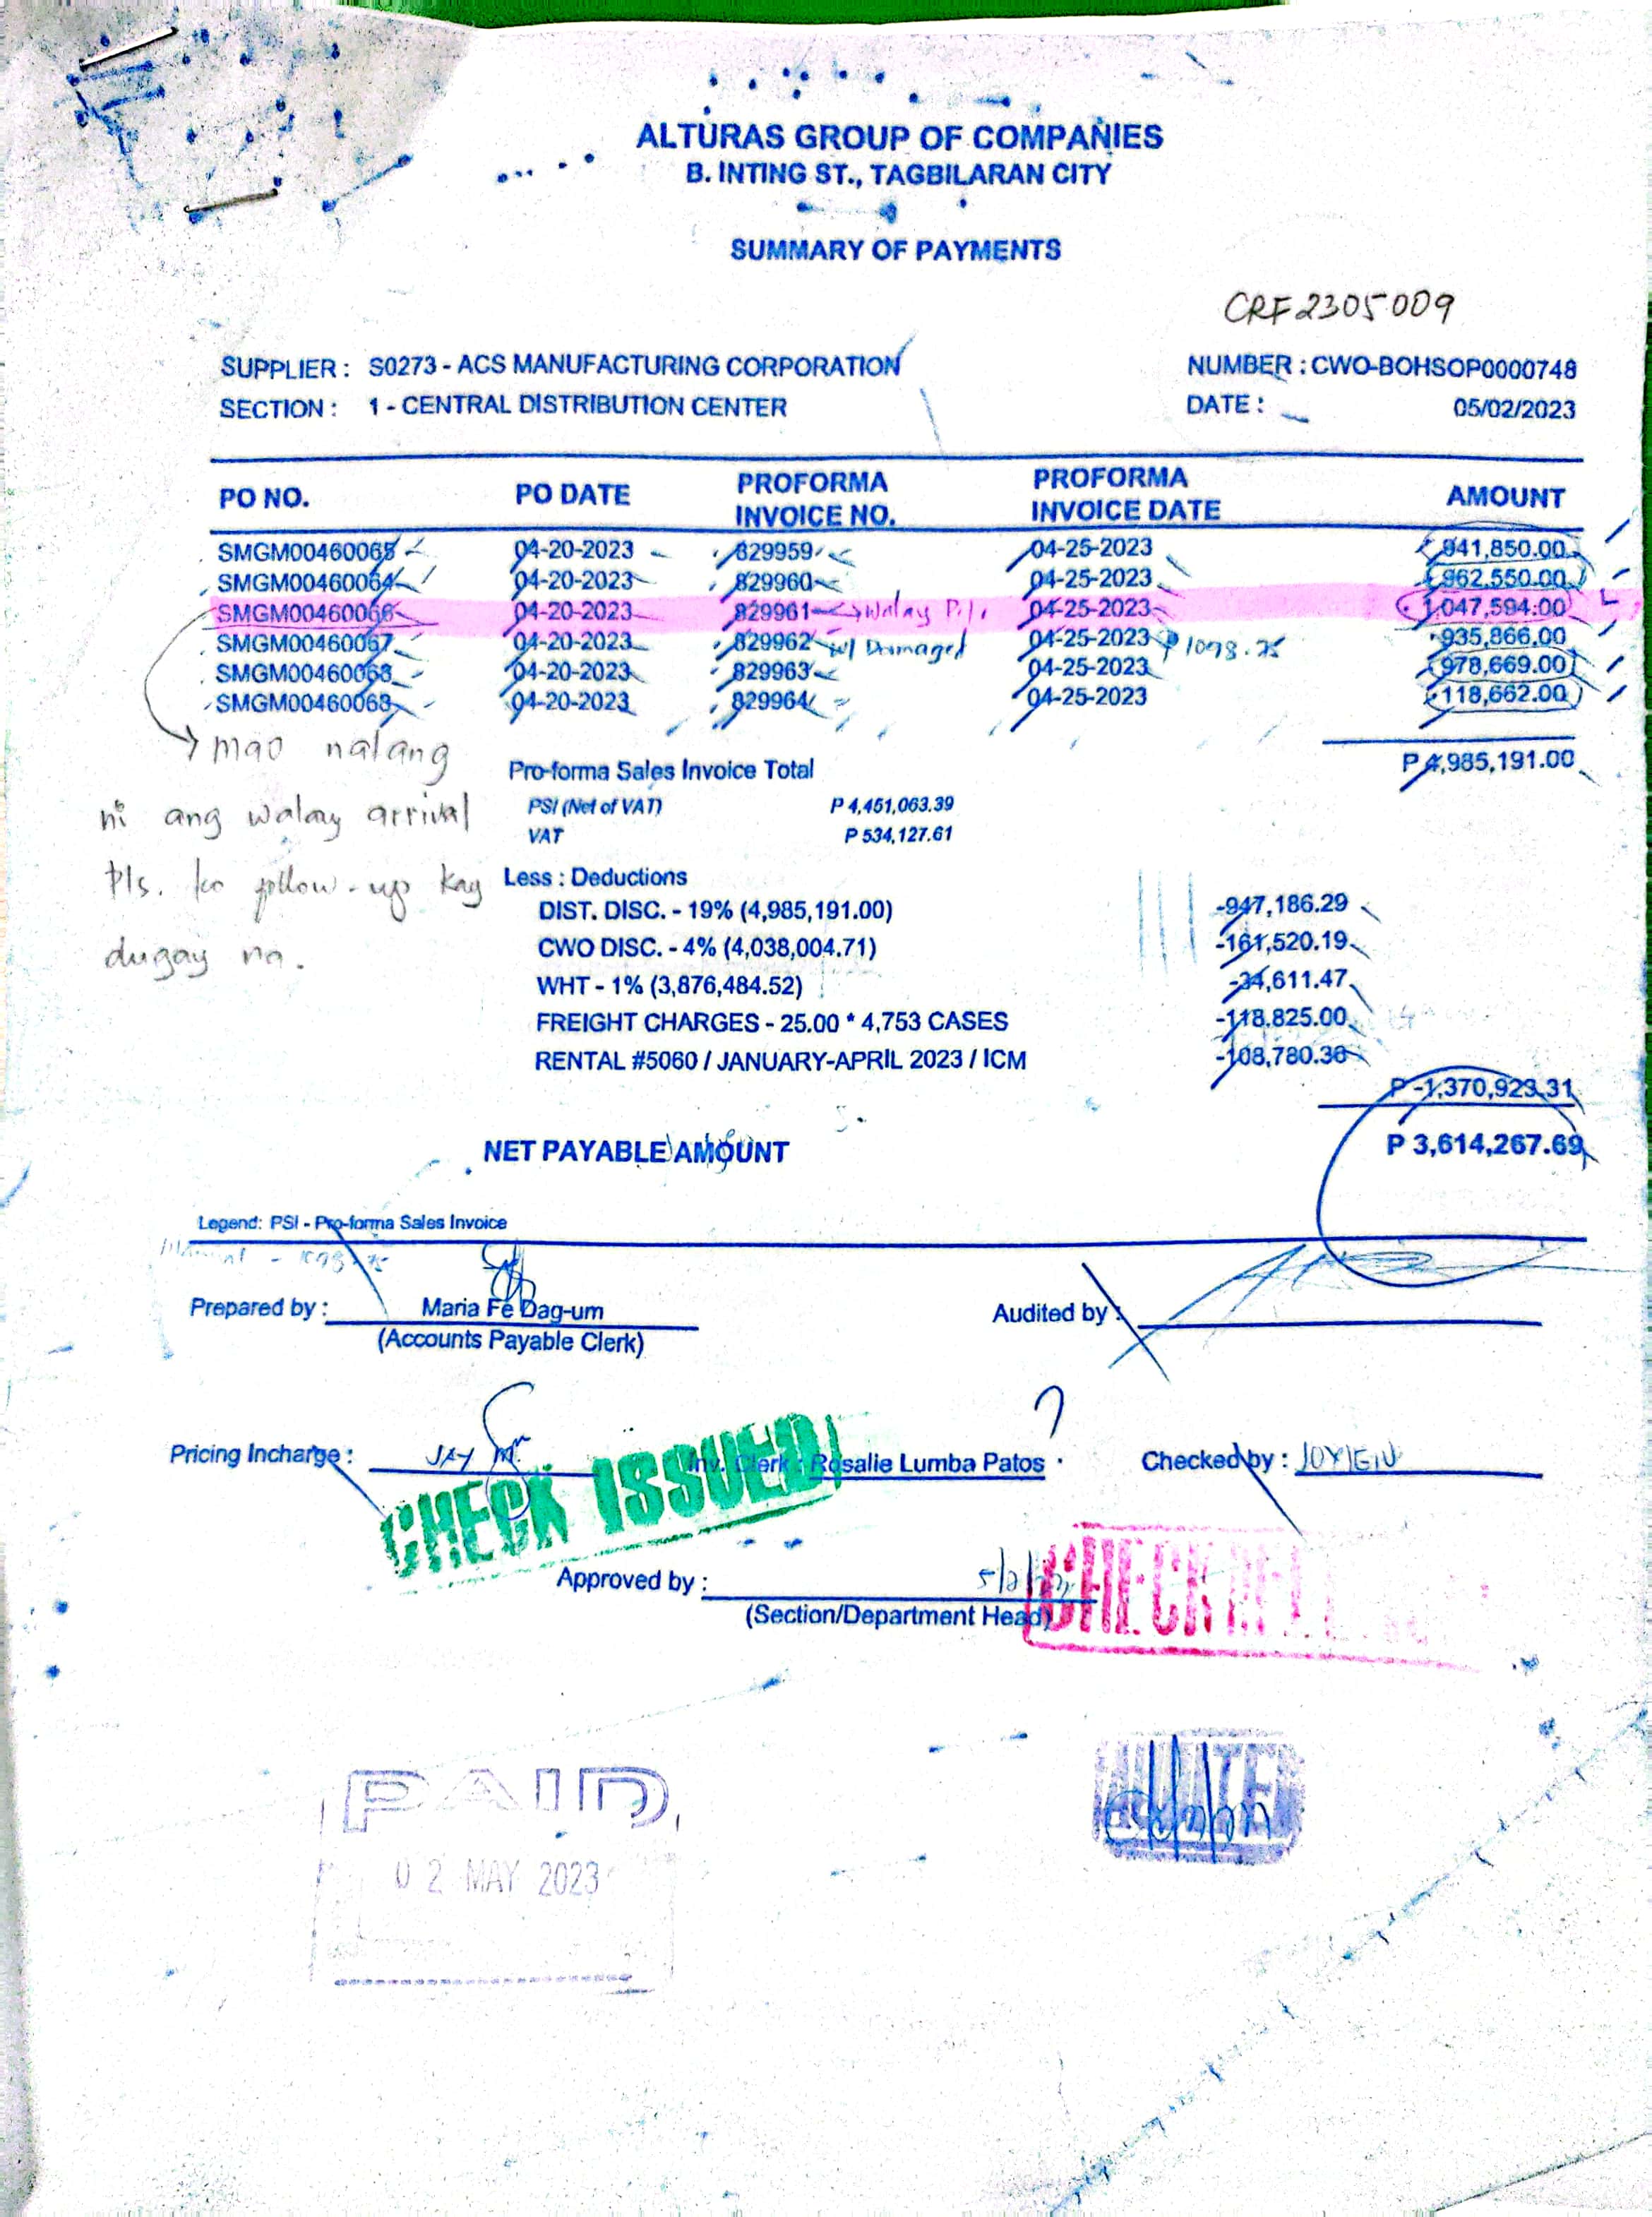 ALTURAS GROUP OF COMPANIES
B. INTING ST., TAGBILARAN CITY
SUMMARY OF PAYMENTS
CRF2305009
SUPPLIER : S0273 - ACS MANUFACTURING CORPORATION NUMBER : CWO-BOHSOP0000748
SECTION : 1 - CENTRAL DISTRIBUTION CENTER DATE : 05/02/2023
PO NO. PO DATE PROFORMA INVOICE NO. PROFORMA INVOICE DATE AMOUNT
SMGM00460065 04-20-2023 829959 04-25-2023 941,850.00
SMGM00460064 04-20-2023 829960 04-25-2023 962,550.00
SMGM00460066 04-20-2023 829961 walay 04-25-2023 1,047,594.00
SMGM00460067 04-20-2023 829962 w/ Damaged 04-25-2023 1098.75 935,866.00
SMGM00460068 04-20-2023 829963 04-25-2023 978,669.00
SMGM00460063 04-20-2023 829964 04-25-2023 118,662.00
mao nalang
ni ang walay arrival
Pls. ko follow-up kay
dugay na.
Pro-forma Sales Invoice Total P 4,985,191.00
PSI (Net of VAT) P 4,451,063.39
VAT P 534,127.61
Less : Deductions
DIST. DISC. - 19% (4,985,191.00) -947,186.29
CWO DISC. - 4% (4,038,004.71) -161,520.19
WHT - 1% (3,876,484.52) -34,611.47
FREIGHT CHARGES - 25.00 * 4,753 CASES -118,825.00
RENTAL #5060 / JANUARY-APRIL 2023 / ICM -108,780.36
P -1,370,923.31
NET PAYABLE AMOUNT P 3,614,267.69
Legend: PSI - Pro-forma Sales Invoice
- 1098.75
Prepared by : Maria Fe Dag-um Audited by :
(Accounts Payable Clerk)
Pricing Incharge : JAY Inv. Clerk : Rosalie Lumba Patos Checked by : JOYIEN
CHECK ISSUED
Approved by :
(Section/Department Head)
CHECK
PAID
02 MAY 2023